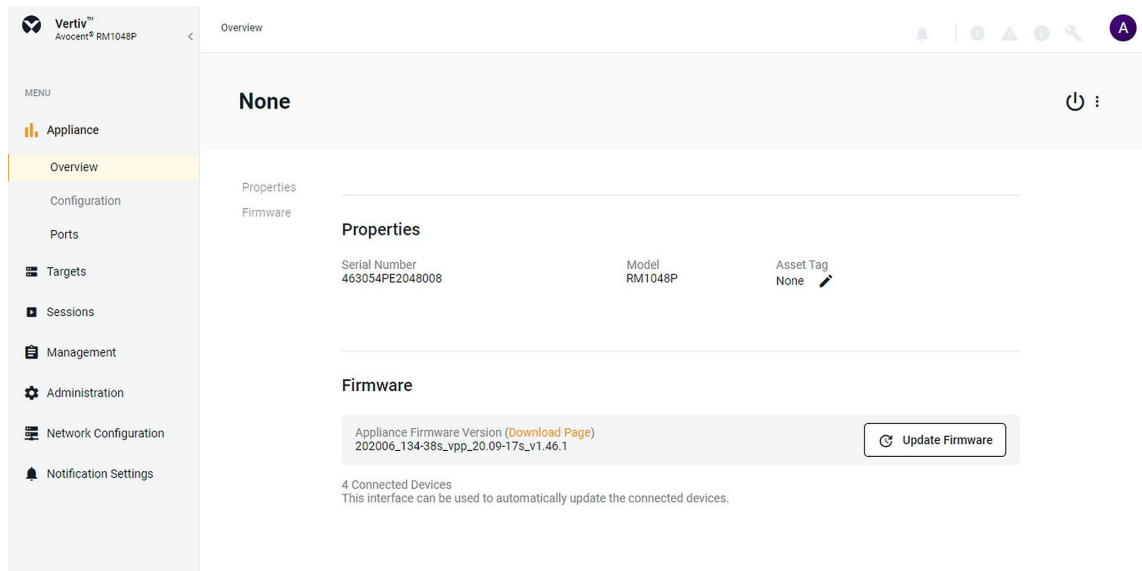 Vertiv™
Avocent® RM1048P
Overview
A
MENU
None
Appliance
Overview
Configuration
Ports
Targets
Sessions
Management
Administration
Network Configuration
Notification Settings
Properties
Firmware
Properties
Serial Number
463054PE2048008
Model
RM1048P
Asset Tag
None
Firmware
Appliance Firmware Version (Download Page)
202006_134-38s_vpp_20.09-17s_v1.46.1
Update Firmware
4 Connected Devices
This interface can be used to automatically update the connected devices.